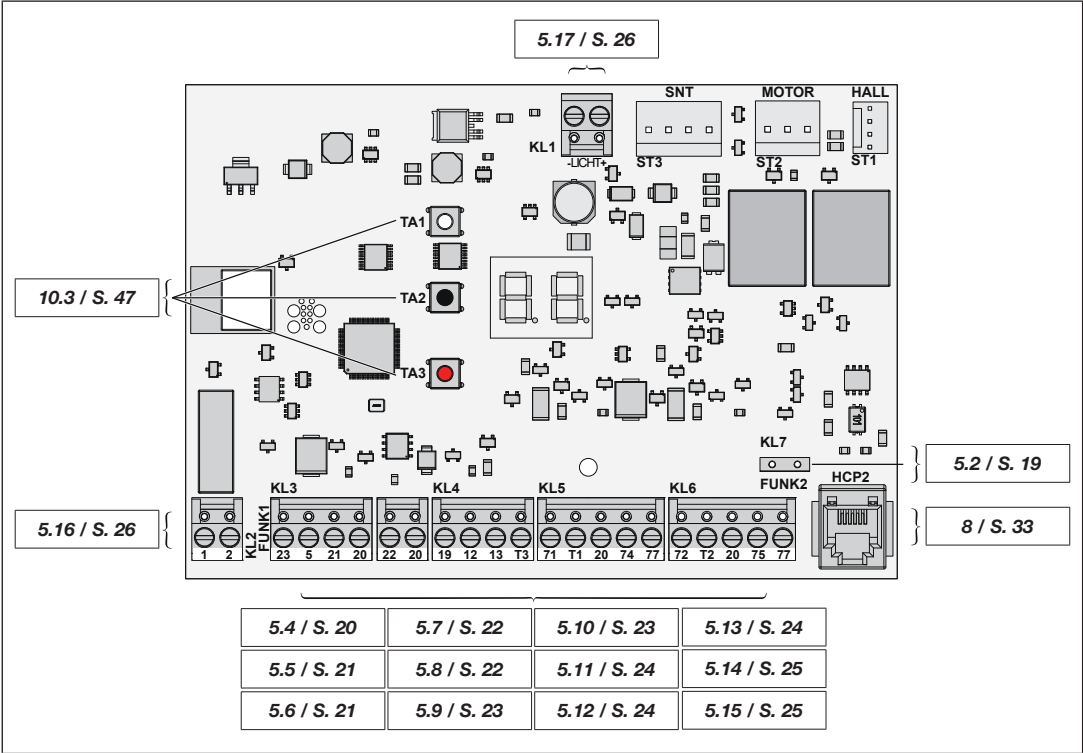 5.17 / S. 26
SNT MOTOR HALL
KL1
-LICHT+
ST3 ST2 ST1
TA1
10.3 / S. 47
TA2
TA3
101
KL7
5.2 / S. 19
FUNK2
HCP2
5.16 / S. 26
KL2
FUNK1
KL3 KL4 KL5 KL6
8 / S. 33
1 2 23 5 21 20 22 20 19 12 13 T3 71 T1 20 74 77 72 T2 20 75 77
5.4 / S. 20 5.7 / S. 22 5.10 / S. 23 5.13 / S. 24
5.5 / S. 21 5.8 / S. 22 5.11 / S. 24 5.14 / S. 25
5.6 / S. 21 5.9 / S. 23 5.12 / S. 24 5.15 / S. 25